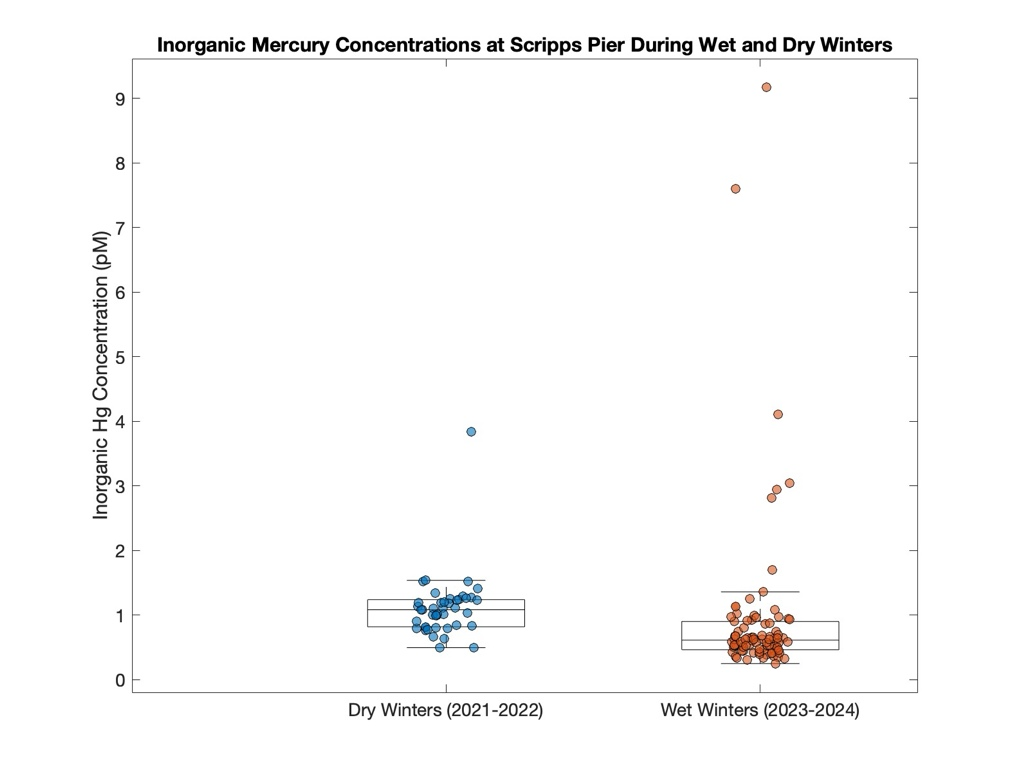 Inorganic Mercury Concentrations at Scripps Pier During Wet and Dry Winters
Inorganic Hg Concentration (pM)
9
8
7
6
5
4
3
2
1
0
Dry Winters (2021-2022)
Wet Winters (2023-2024)